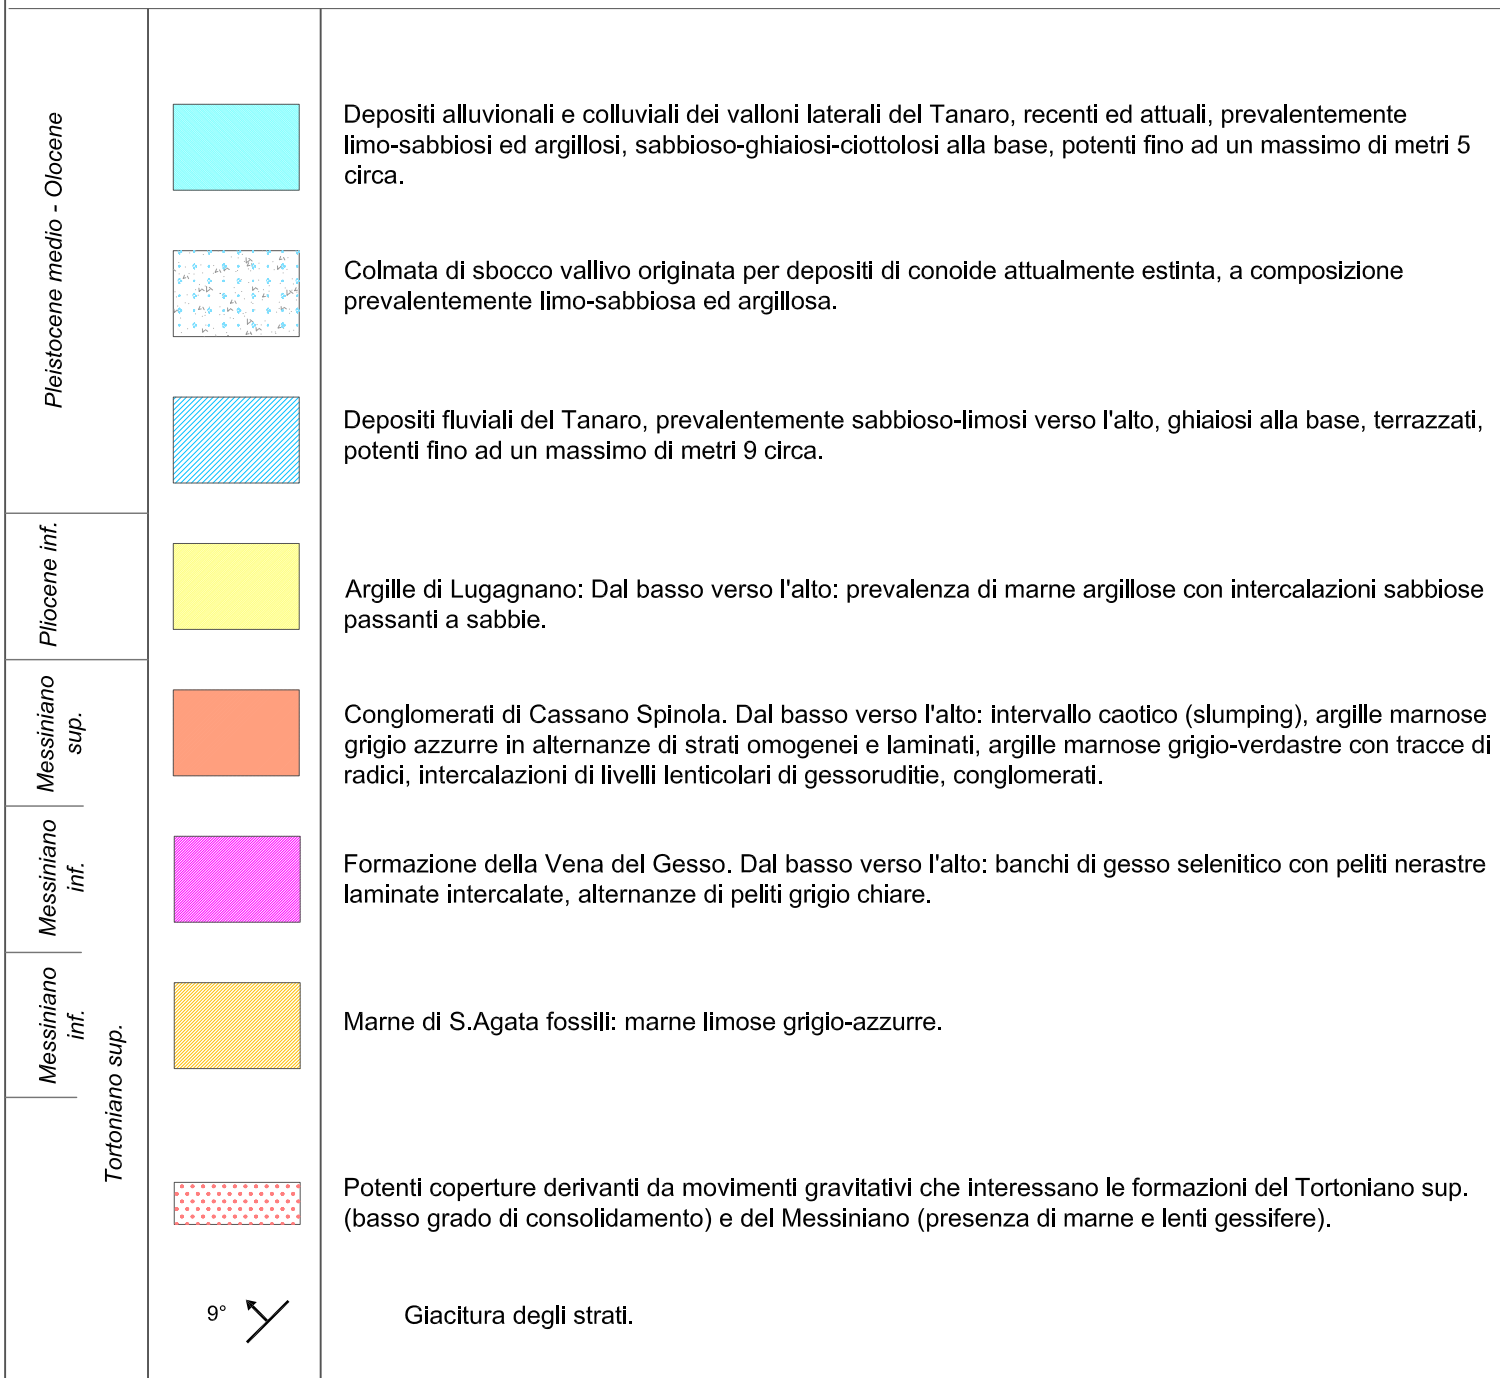 Pleistocene medio - Olocene
Depositi alluvionali e colluviali dei valloni laterali del Tanaro, recenti ed attuali, prevalentemente
limo-sabbiosi ed argillosi, sabbioso-ghiaiosi-ciottolosi alla base, potenti fino ad un massimo di metri 5
circa.
Colmata di sbocco vallivo originata per depositi di conoide attualmente estinta, a composizione
prevalentemente limo-sabbiosa ed argillosa.
Depositi fluviali del Tanaro, prevalentemente sabbioso-limosi verso l'alto, ghiaiosi alla base, terrazzati,
potenti fino ad un massimo di metri 9 circa.
Pliocene inf.
Argille di Lugagnano: Dal basso verso l'alto: prevalenza di marne argillose con intercalazioni sabbiose
passanti a sabbie.
Messiniano
sup.
Conglomerati di Cassano Spinola. Dal basso verso l'alto: intervallo caotico (slumping), argille marnose
grigio azzurre in alternanze di strati omogenei e laminati, argille marnose grigio-verdastre con tracce di
radici, intercalazioni di livelli lenticolari di gessoruditie, conglomerati.
Messiniano
inf.
Formazione della Vena del Gesso. Dal basso verso l'alto: banchi di gesso selenitico con peliti nerastre
laminate intercalate, alternanze di peliti grigio chiare.
Messiniano
inf.
Marne di S.Agata fossili: marne limose grigio-azzurre.
Tortoniano sup.
Potenti coperture derivanti da movimenti gravitativi che interessano le formazioni del Tortoniano sup.
(basso grado di consolidamento) e del Messiniano (presenza di marne e lenti gessifere).
9°
Giacitura degli strati.